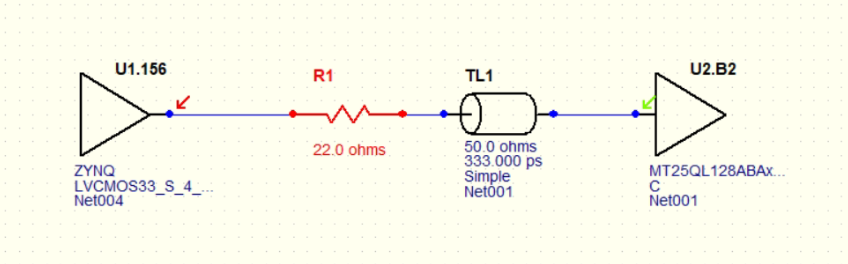 U1.156
R1
TL1
U2.B2
22.0 ohms
50.0 ohms
333.000 ps
Simple
Net001
ZYNQ
LVCMOS33_S_4_...
Net004
MT25QL128ABAx...
C
Net001